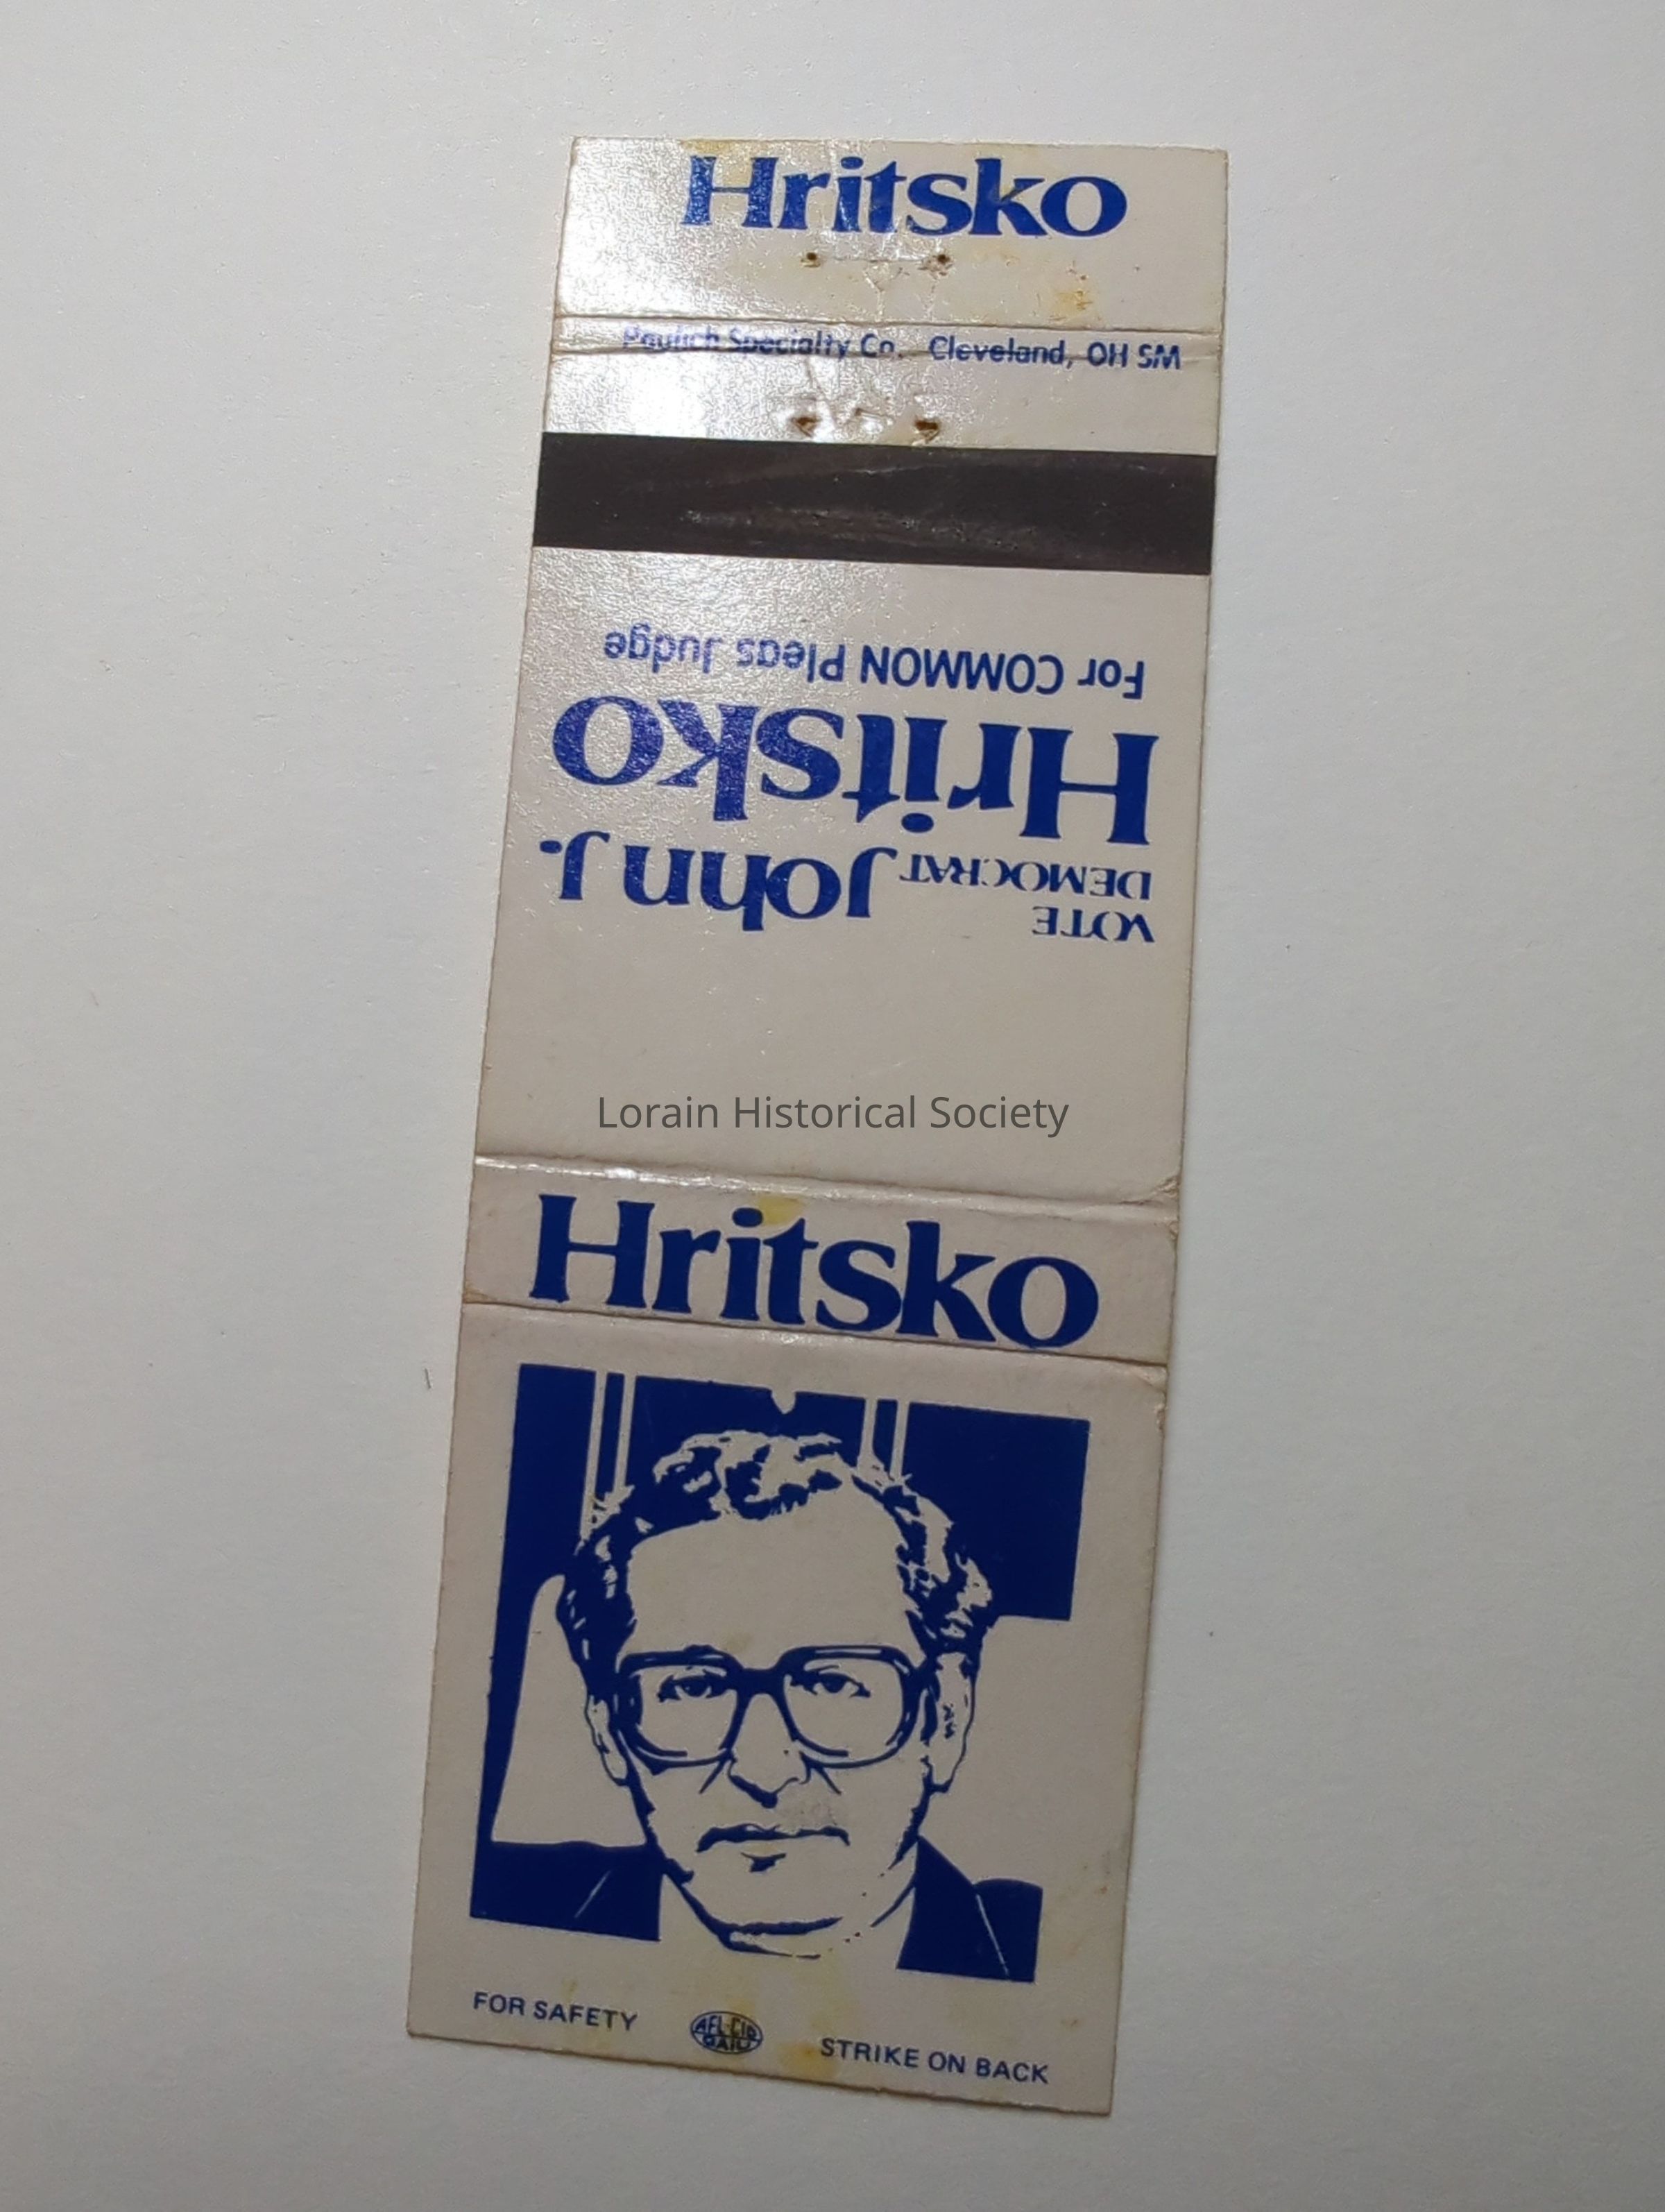 Hritsko
Paulich Specialty Co. Cleveland, OH SM
VOTE
DEMOCRAT John J.
Hritsko
For COMMON Pleas Judge
Lorain Historical Society
Hritsko
FOR SAFETY AFL-CIO STRIKE ON BACK